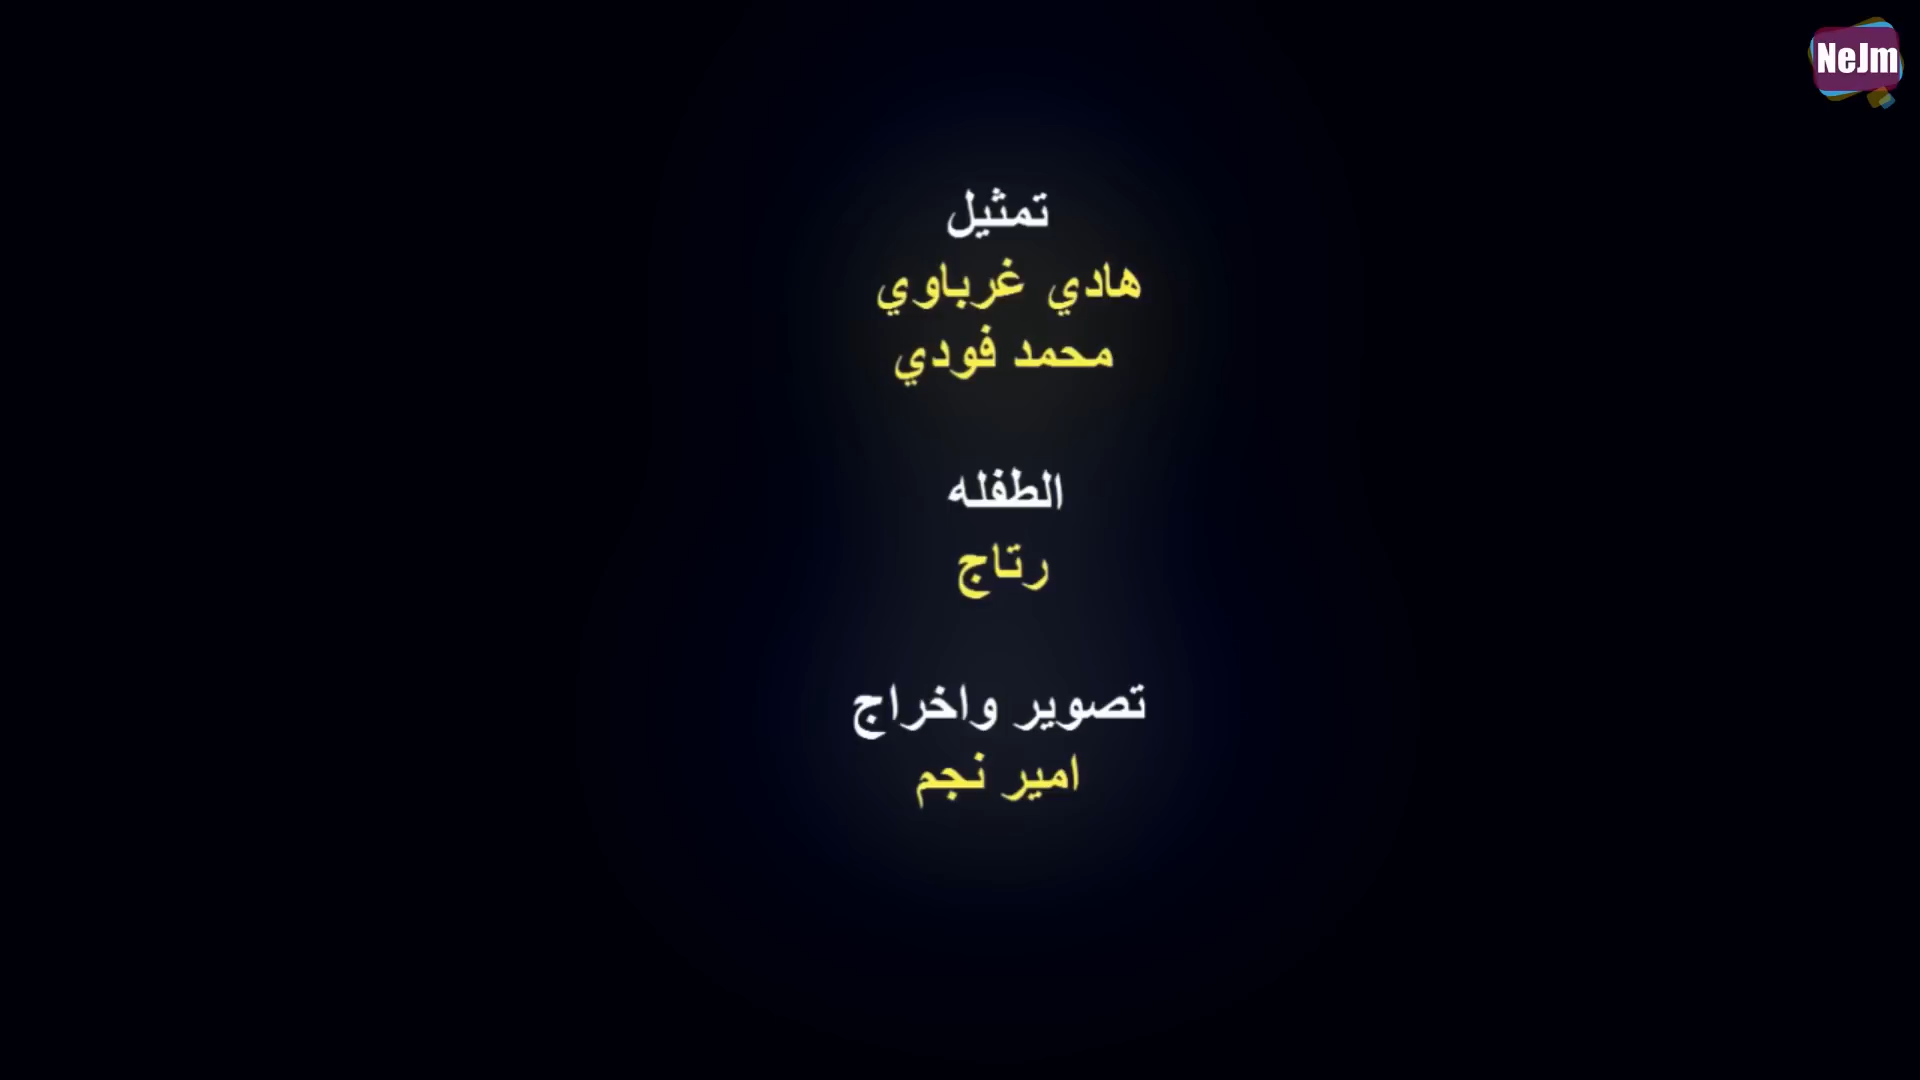 NeJm
تمثيل
هادي غرباوي
محمد فودي
الطفله
رتاج
تصوير واخراج
امير نجم